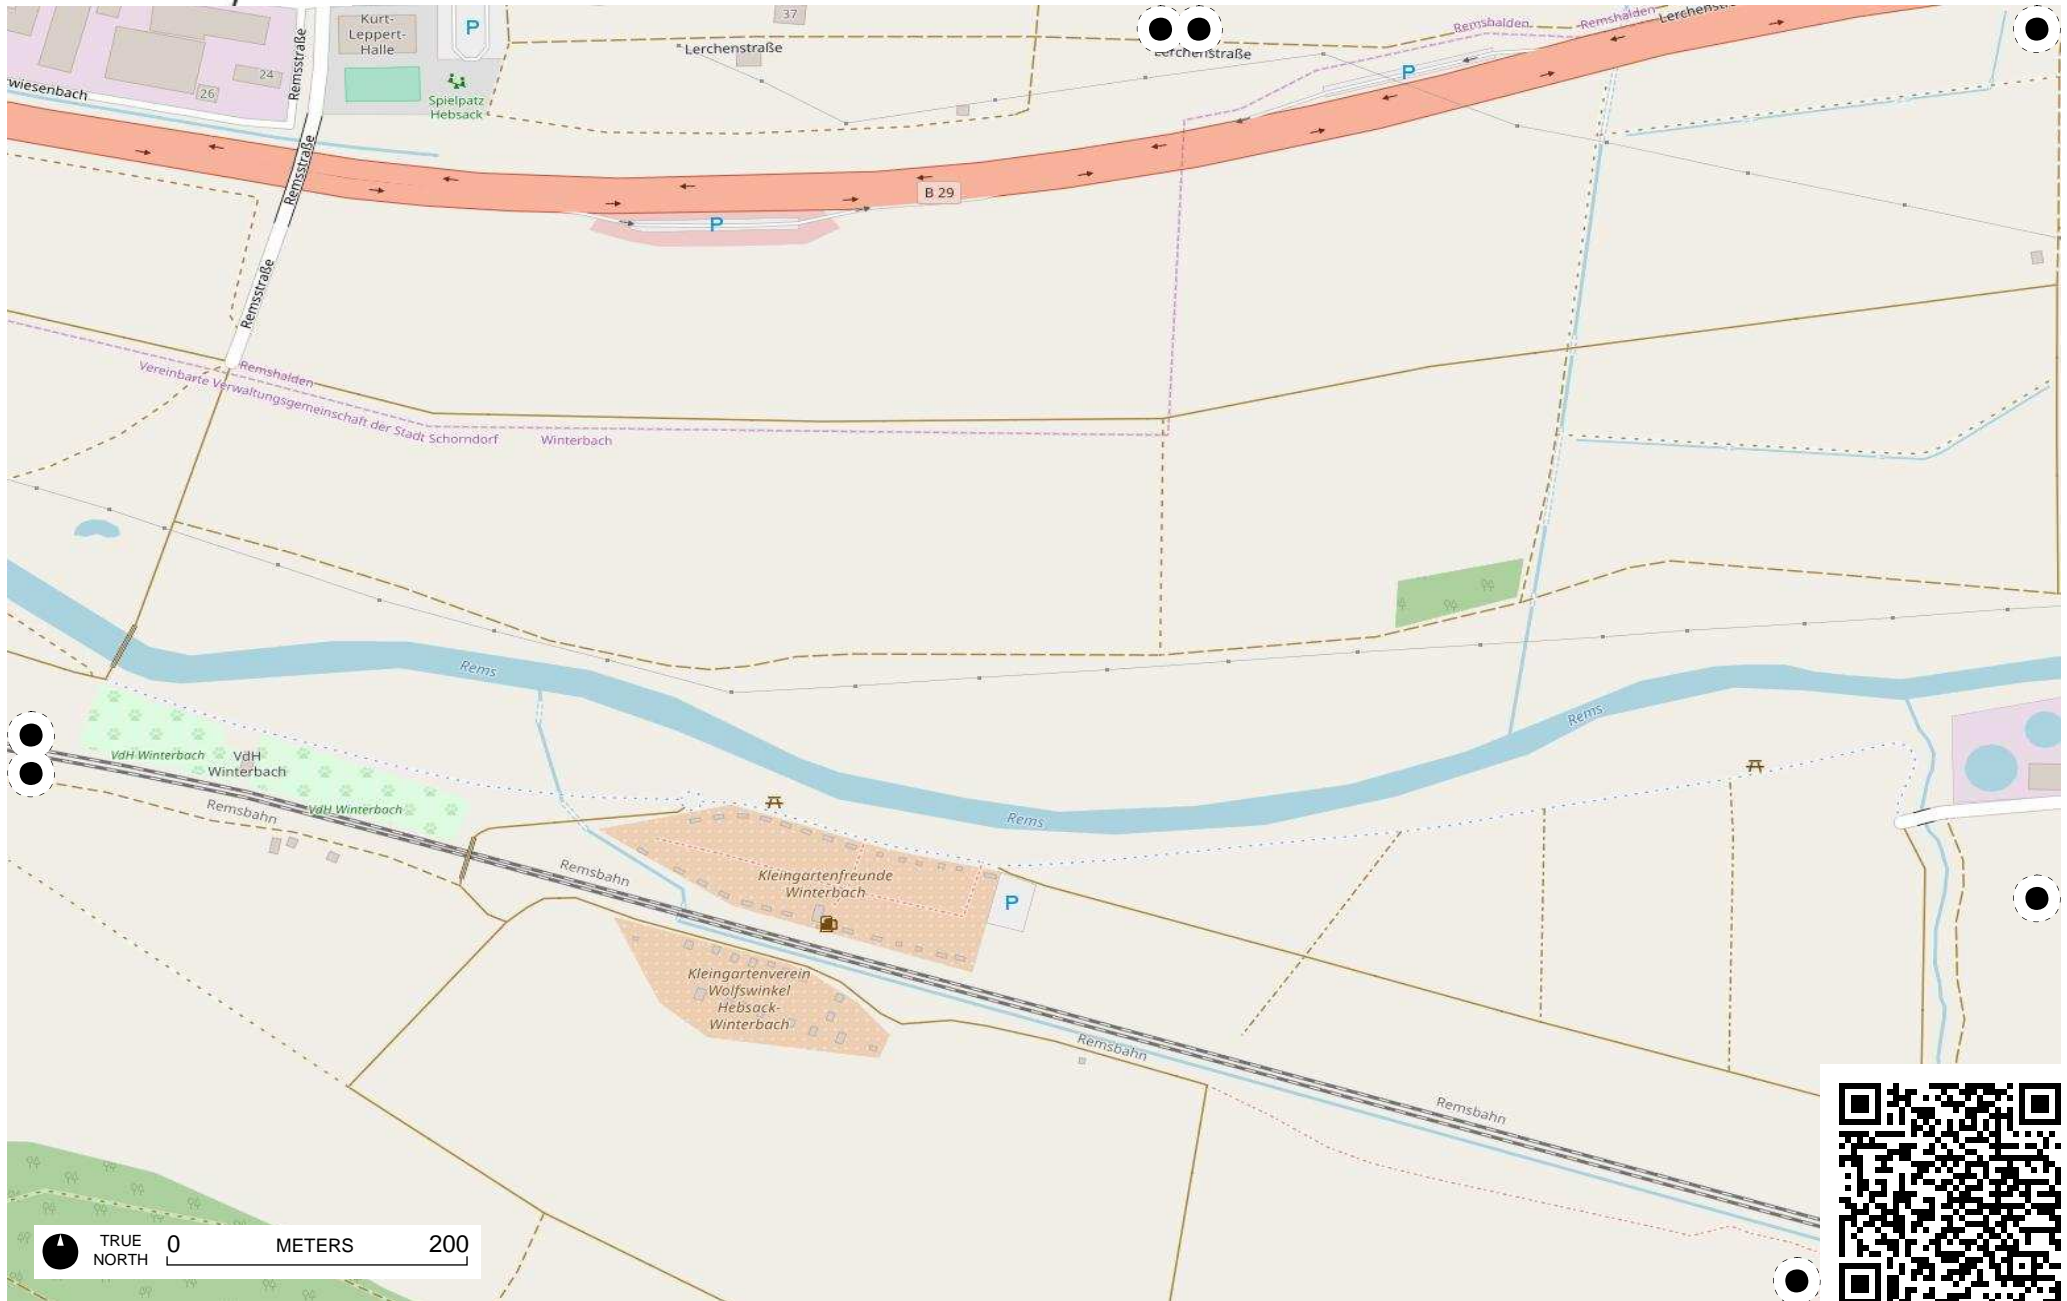 Kurt-
Leppert-
Halle
P
37
Lerchenstraße
Lerchenstraße
Remshalden
Remshalden
Lerchenstr
Remsstraße
24
26
wiesenbach
Spielpatz
Hebsack
P
Remsstraße
B 29
P
Remsstraße
Remshalden
Vereinbarte Verwaltungsgemeinschaft der Stadt Schorndorf
Winterbach
Rems
Rems
Rems
VdH Winterbach
VdH
Winterbach
VdH Winterbach
Remsbahn
Remsbahn
Kleingartenfreunde
Winterbach
P
Kleingartenverein
Wolfswinkel
Hebsack-
Winterbach
Remsbahn
Remsbahn
TRUE
NORTH
0 METERS 200